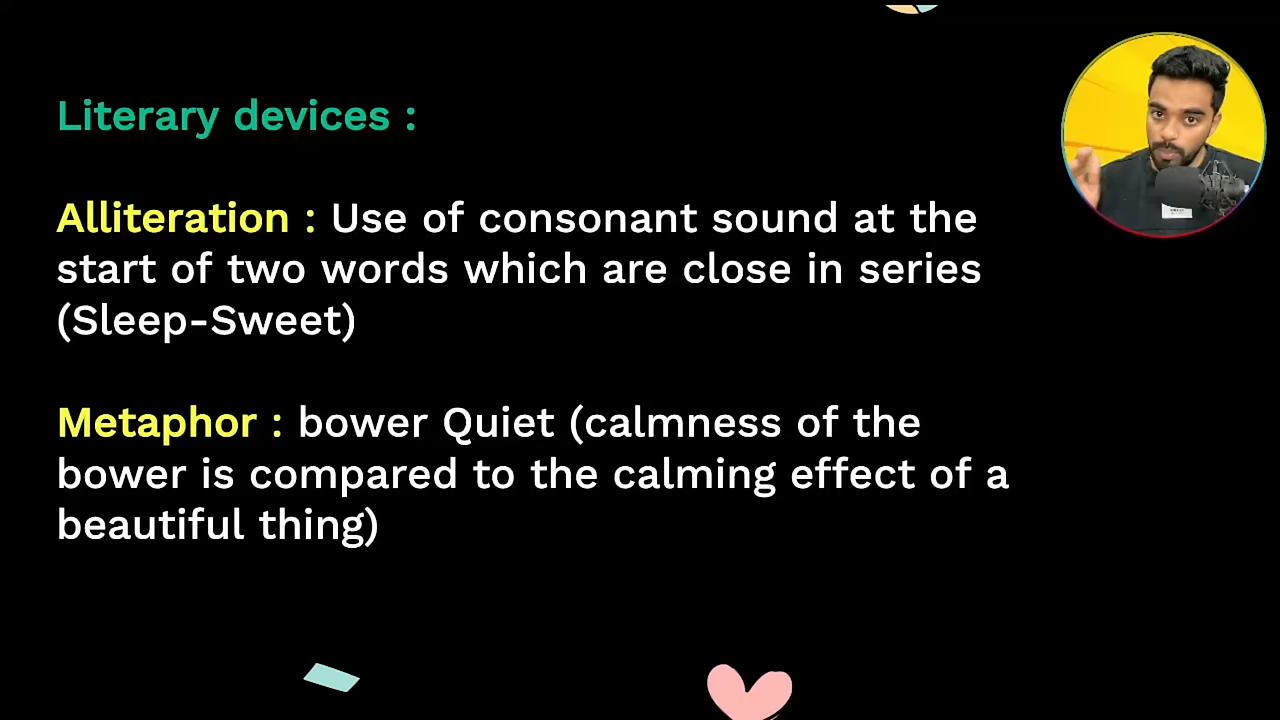 Literary devices :
Alliteration : Use of consonant sound at the
start of two words which are close in series
(Sleep-Sweet)
Metaphor : bower Quiet (calmness of the
bower is compared to the calming effect of a
beautiful thing)